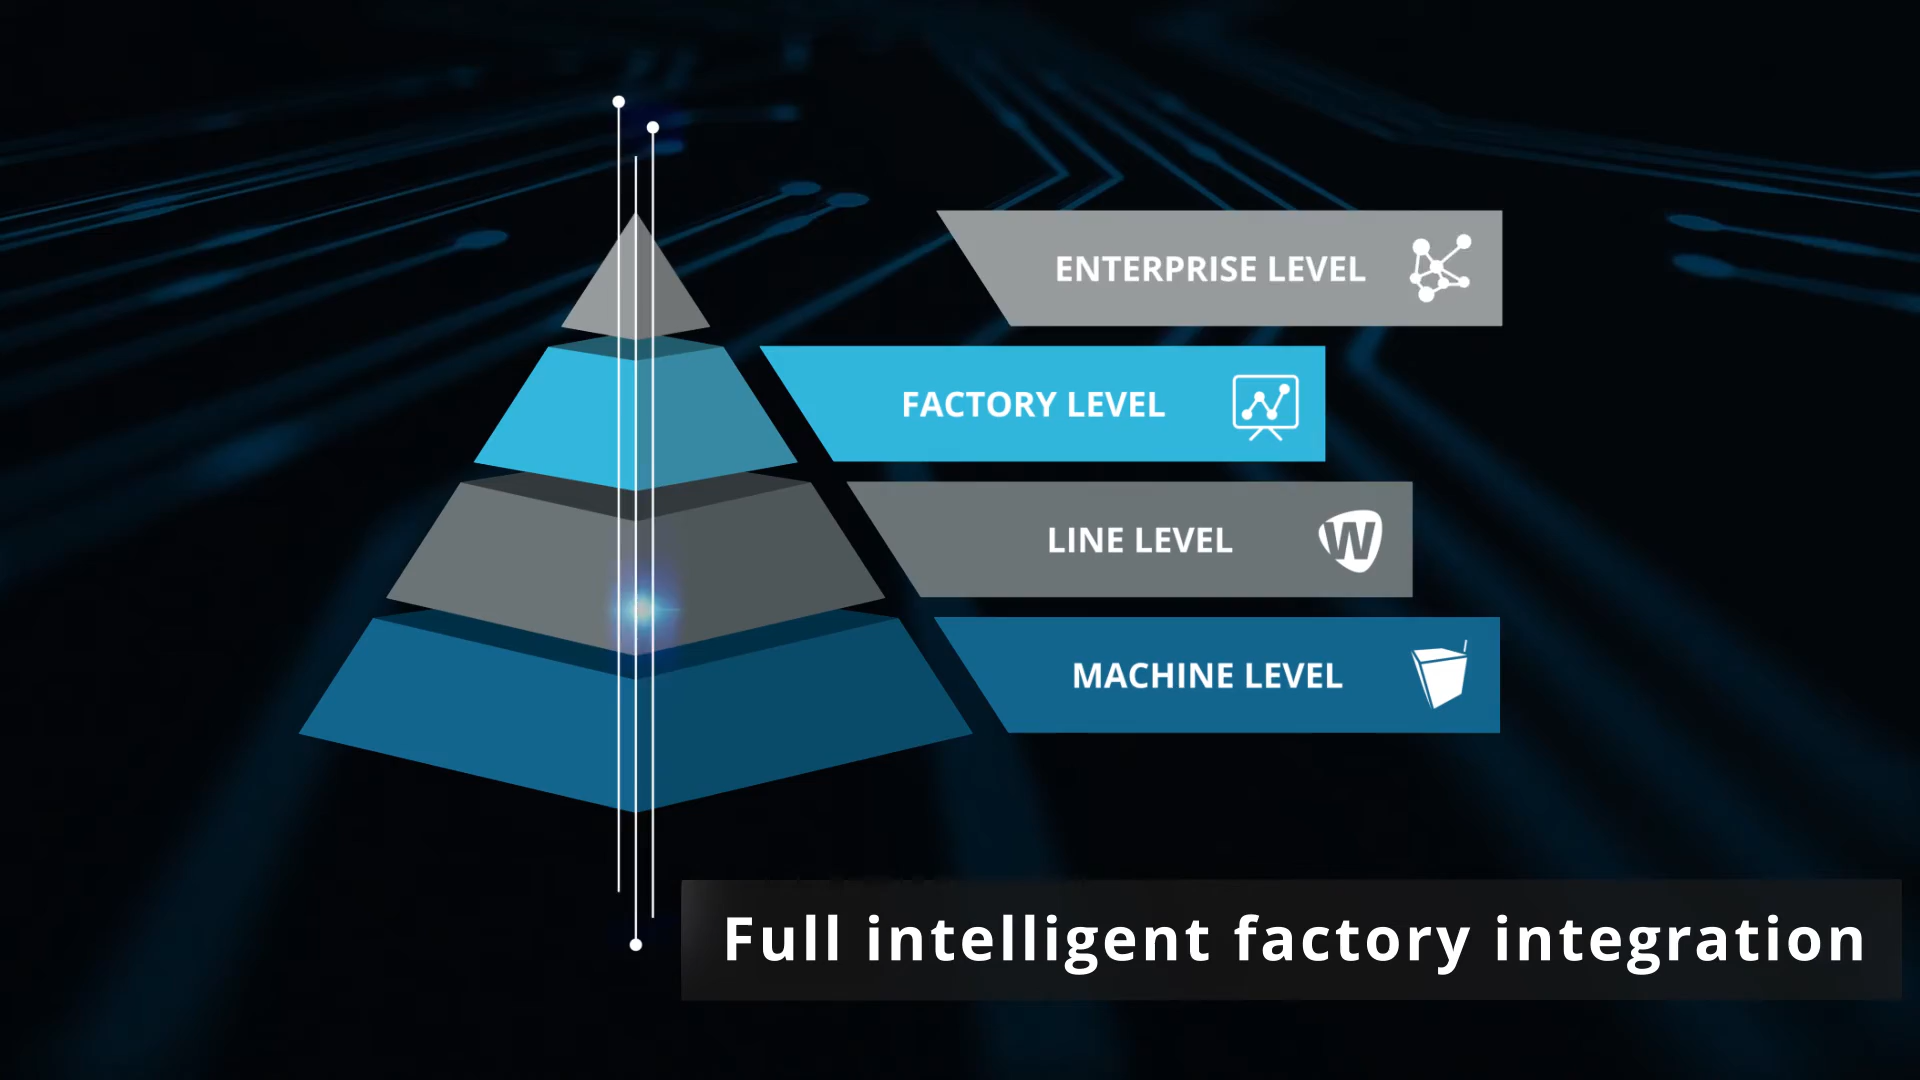 ENTERPRISE LEVEL
FACTORY LEVEL
LINE LEVEL W
MACHINE LEVEL
Full intelligent factory integration